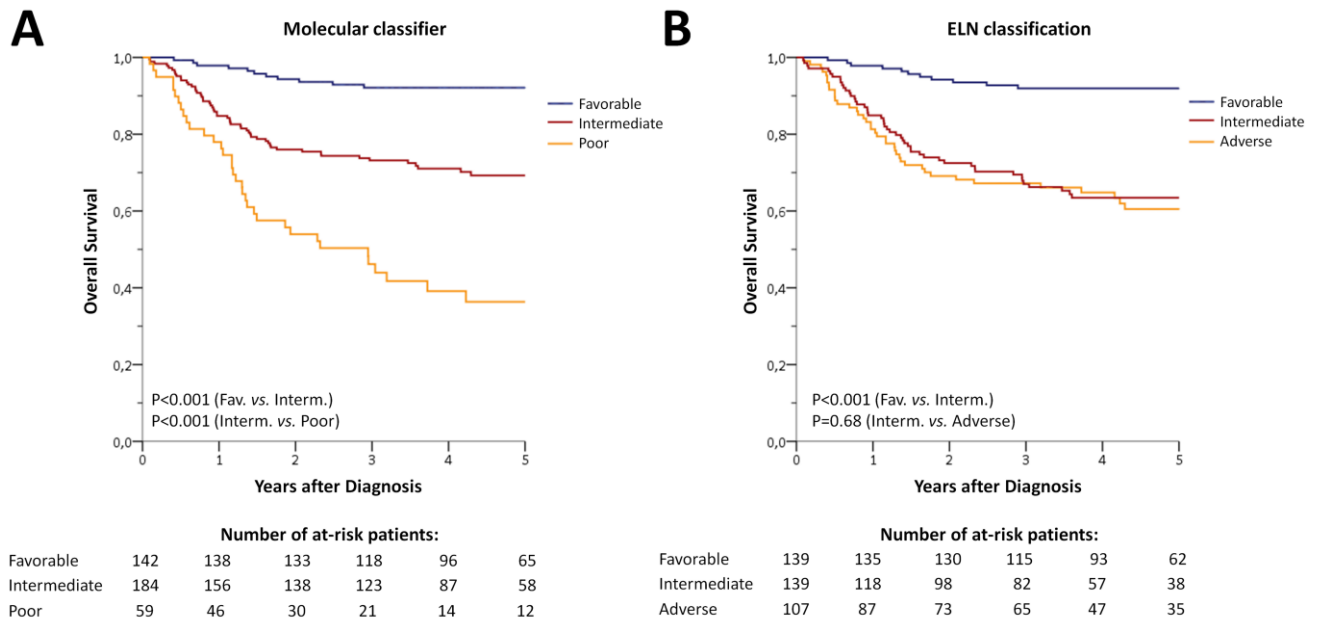 A
Molecular classifier
1,0
0,8
0,6
0,4
0,2
0,0
Overall Survival
Favorable
Intermediate
Poor
P<0.001 (Fav. vs. Interm.)
P<0.001 (Interm. vs. Poor)
0 1 2 3 4 5
Years after Diagnosis
Number of at-risk patients:
Favorable 142 138 133 118 96 65
Intermediate 184 156 138 123 87 58
Poor 59 46 30 21 14 12
B
ELN classification
1,0
0,8
0,6
0,4
0,2
0,0
Overall Survival
Favorable
Intermediate
Adverse
P<0.001 (Fav. vs. Interm.)
P=0.68 (Interm. vs. Adverse)
0 1 2 3 4 5
Years after Diagnosis
Number of at-risk patients:
Favorable 139 135 130 115 93 62
Intermediate 139 118 98 82 57 38
Adverse 107 87 73 65 47 35